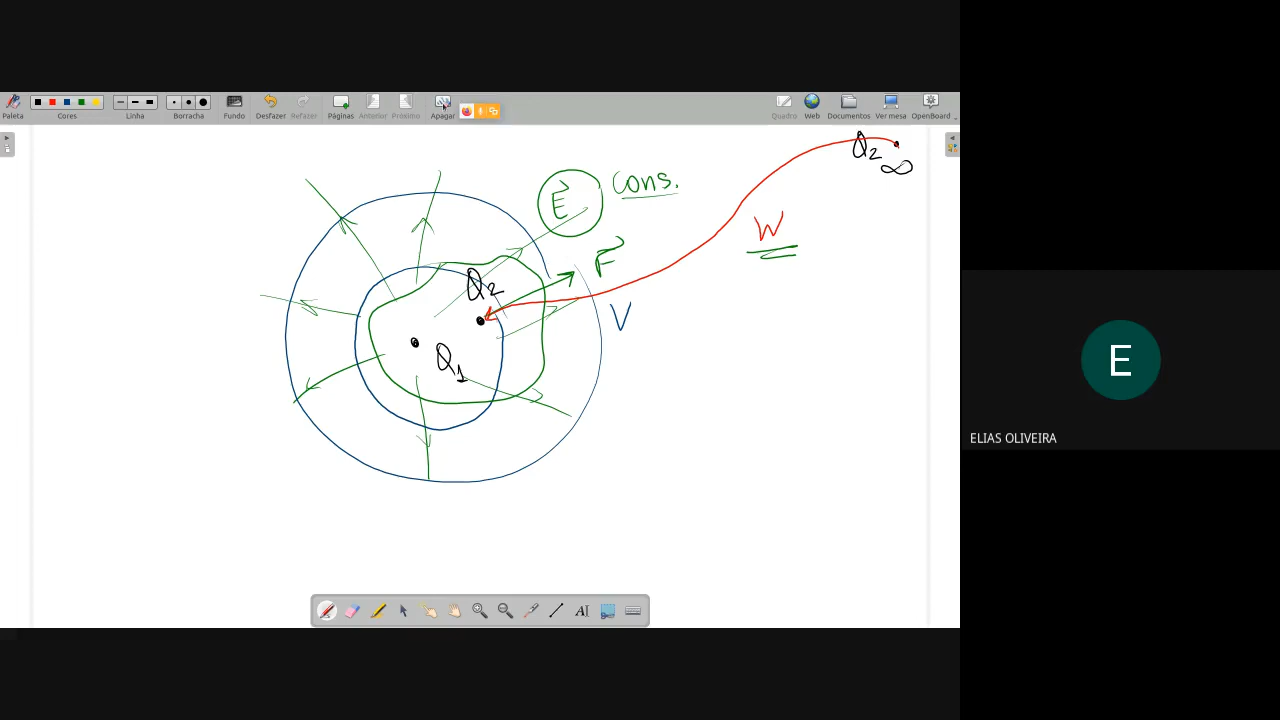 Paleta Cores Linha Borracha Fundo Desfazer Refazer Páginas Anterior Próximo Apagar Quadro Web Documentos Ver mesa OpenBoard
Q2 ∞
E⃗ cons.
W
F⃗
Q2
V
Q1
E
ELIAS OLIVEIRA
AI